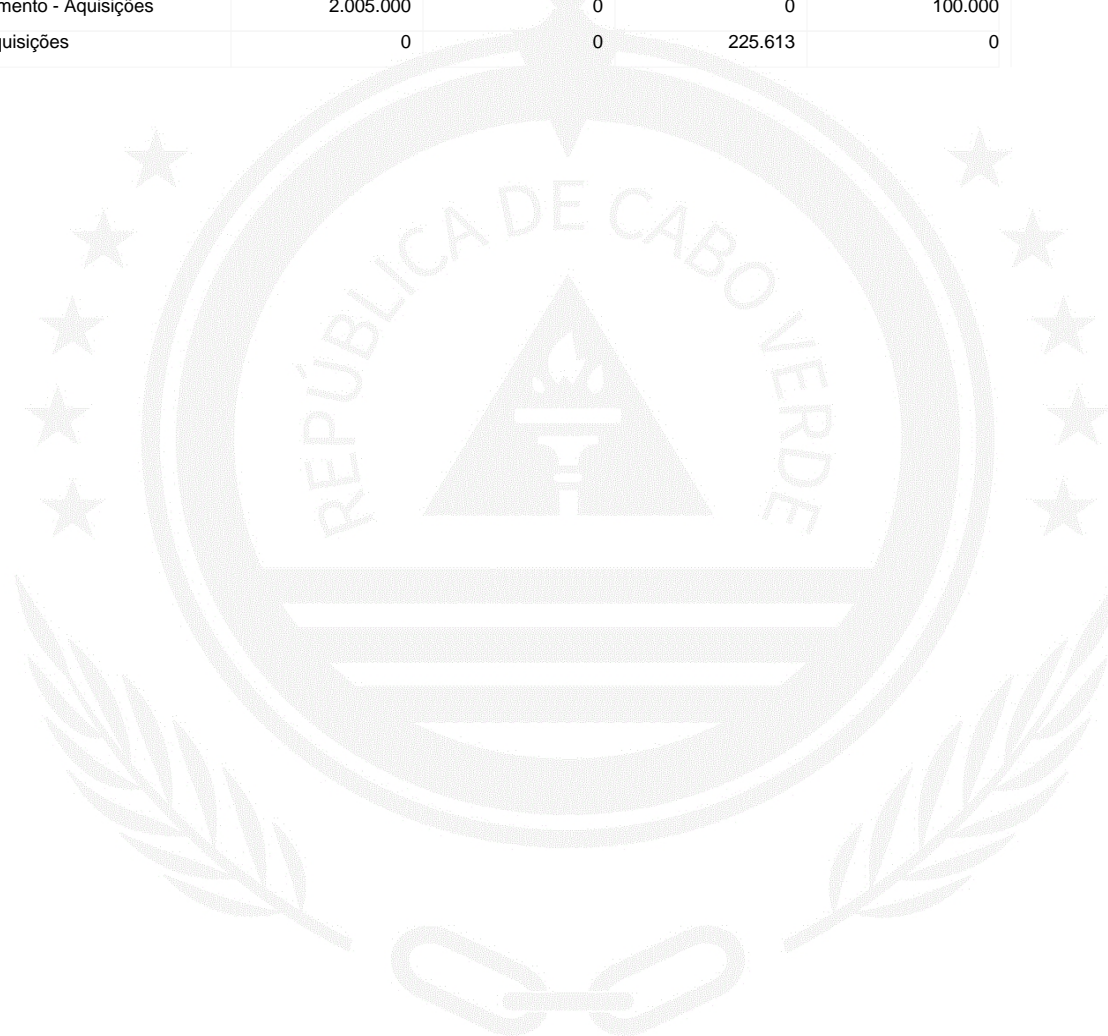 mento - Aquisições 2.005.000 0 0 100.000
quisições 0 0 225.613 0
REPÚBLICA DE CABO VERDE